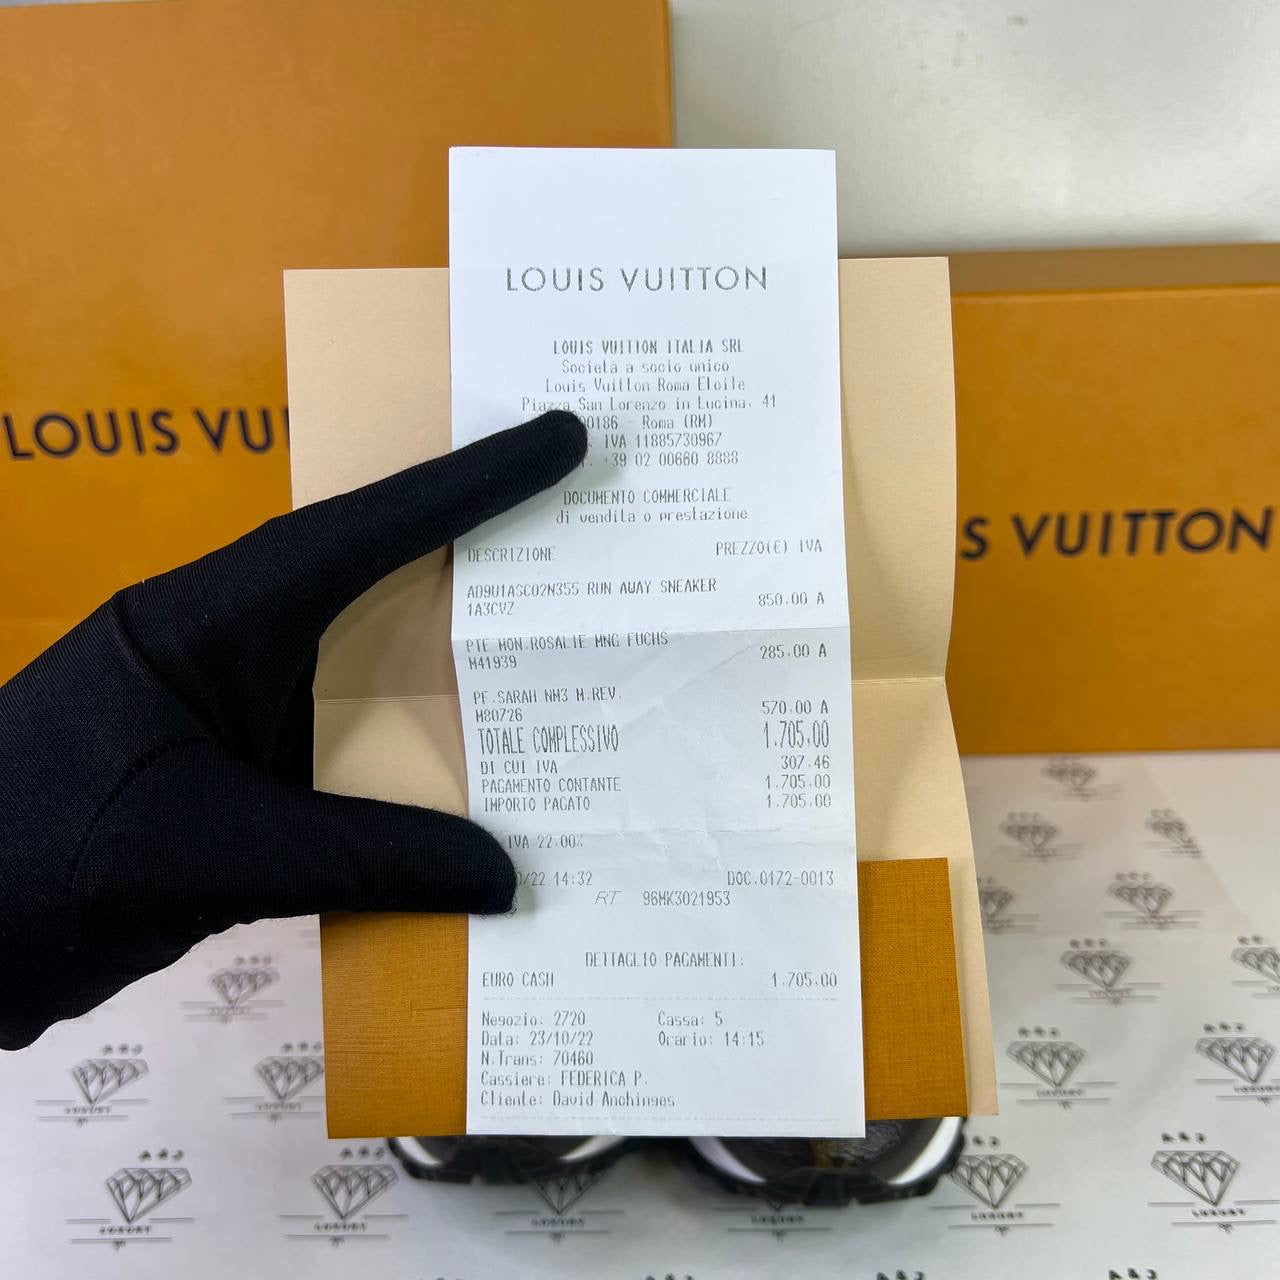 LOUIS VUITTON
LOUIS VUITTON ITALIA SRL
Società a socio unico
Louis Vuitton Roma Etoile
Piazza San Lorenzo in Lucina, 41
00186 - Roma (RM)
IVA 11885730967
+39 02 00660 8888
DOCUMENTO COMMERCIALE
di vendita o prestazione
DESCRIZIONE PREZZO(€) IVA
AD9U1ASC02N355 RUN AWAY SNEAKER
1A3CVZ 850.00 A
PTE MON.ROSALIE MNG FUCHS
M41939 285.00 A
PF.SARAH NM3 M.REV.
M80726 570.00 A
TOTALE COMPLESSIVO 1.705,00
DI CUI IVA 307.46
PAGAMENTO CONTANTE 1.705.00
IMPORTO PAGATO 1.705.00
IVA 22.00%
/22 14:32 DOC.0172-0013
RT 96MK3021953
DETTAGLIO PAGAMENTI:
EURO CASH 1.705.00
Negozio: 2720 Cassa: 5
Data: 23/10/22 Orario: 14:15
N.Trans: 70460
Cassiere: FEDERICA P.
Cliente: David Anchinges
LOUIS VU
S VUITTON
A&J
LUXURY